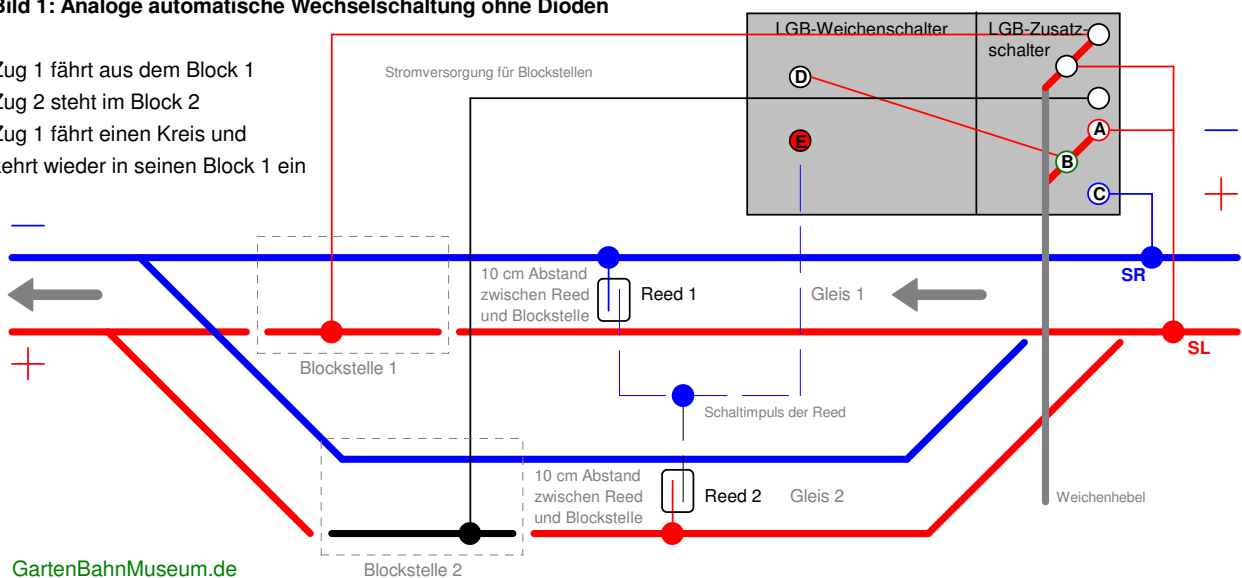 Bild 1: Analoge automatische Wechselschaltung ohne Dioden
Zug 1 fährt aus dem Block 1
Zug 2 steht im Block 2
Zug 1 fährt einen Kreis und
kehrt wieder in seinen Block 1 ein
Stromversorgung für Blockstellen
LGB-Weichenschalter
LGB-Zusatz-
schalter
D
E
A
B
C
−
+
−
+
SR
SL
10 cm Abstand
zwischen Reed
und Blockstelle
Reed 1
Gleis 1
Blockstelle 1
Schaltimpuls der Reed
10 cm Abstand
zwischen Reed
und Blockstelle
Reed 2
Gleis 2
Weichenhebel
Blockstelle 2
GartenBahnMuseum.de